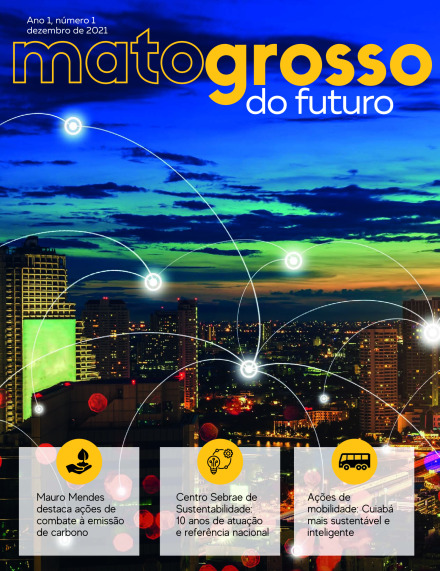 Ano 1, número 1
dezembro de 2021
matogrosso
do futuro
Mauro Mendes
destaca ações de
combate à emissão
de carbono
Centro Sebrae de
Sustentabilidade:
10 anos de atuação
e referência nacional
Ações de
mobilidade: Cuiabá
mais sustentável e
inteligente